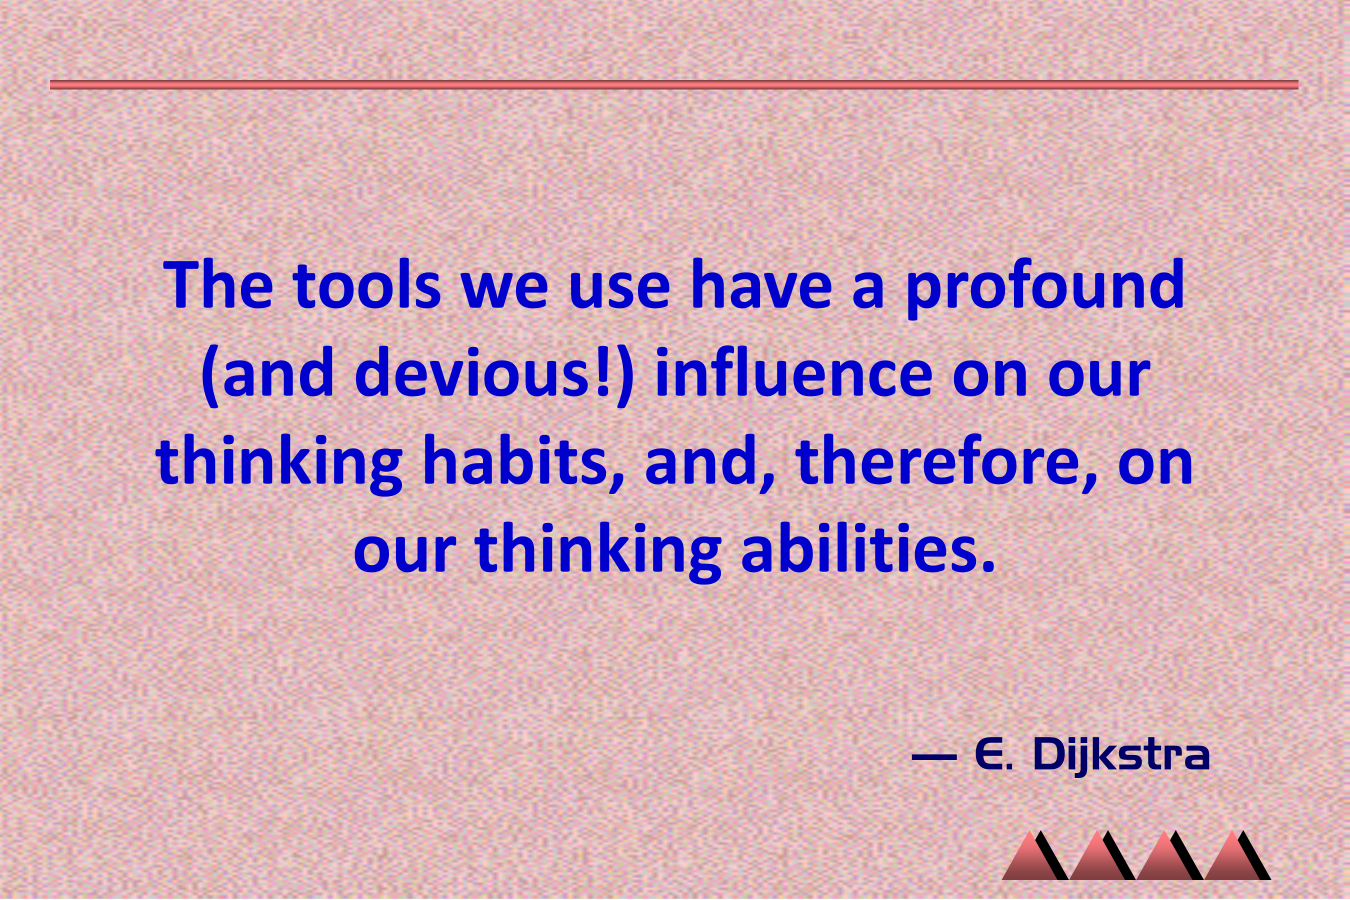 The tools we use have a profound
(and devious!) influence on our
thinking habits, and, therefore, on
our thinking abilities.
— E. Dijkstra